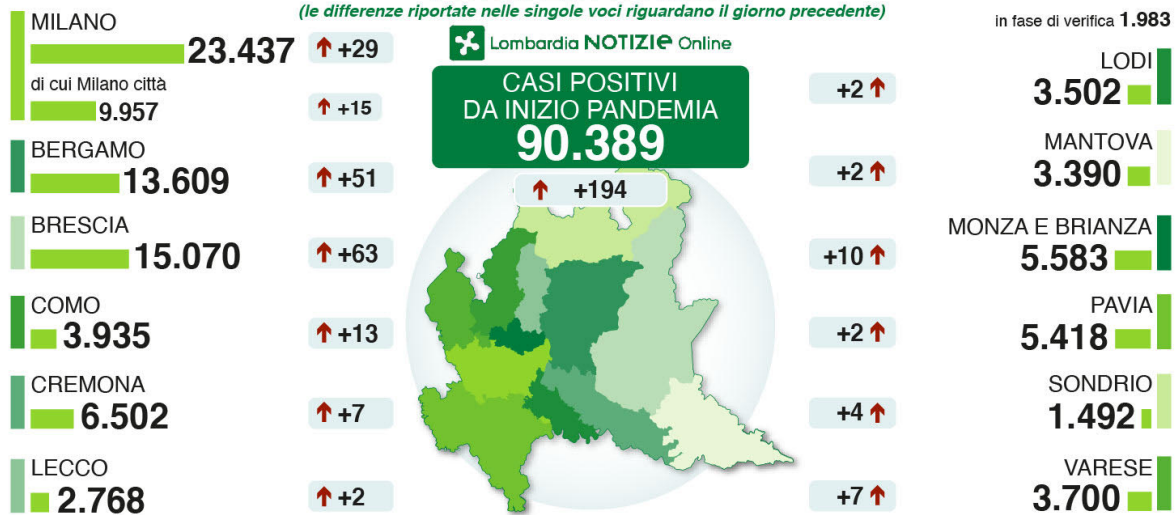 (le differenze riportate nelle singole voci riguardano il giorno precedente)
in fase di verifica 1.983
Lombardia NOTIZIE Online
CASI POSITIVI
DA INIZIO PANDEMIA
90.389
+194
MILANO
23.437
+29
di cui Milano città
9.957
+15
BERGAMO
13.609
+51
BRESCIA
15.070
+63
COMO
3.935
+13
CREMONA
6.502
+7
LECCO
2.768
+2
LODI
+2
3.502
MANTOVA
+2
3.390
MONZA E BRIANZA
+10
5.583
PAVIA
+2
5.418
SONDRIO
+4
1.492
VARESE
+7
3.700